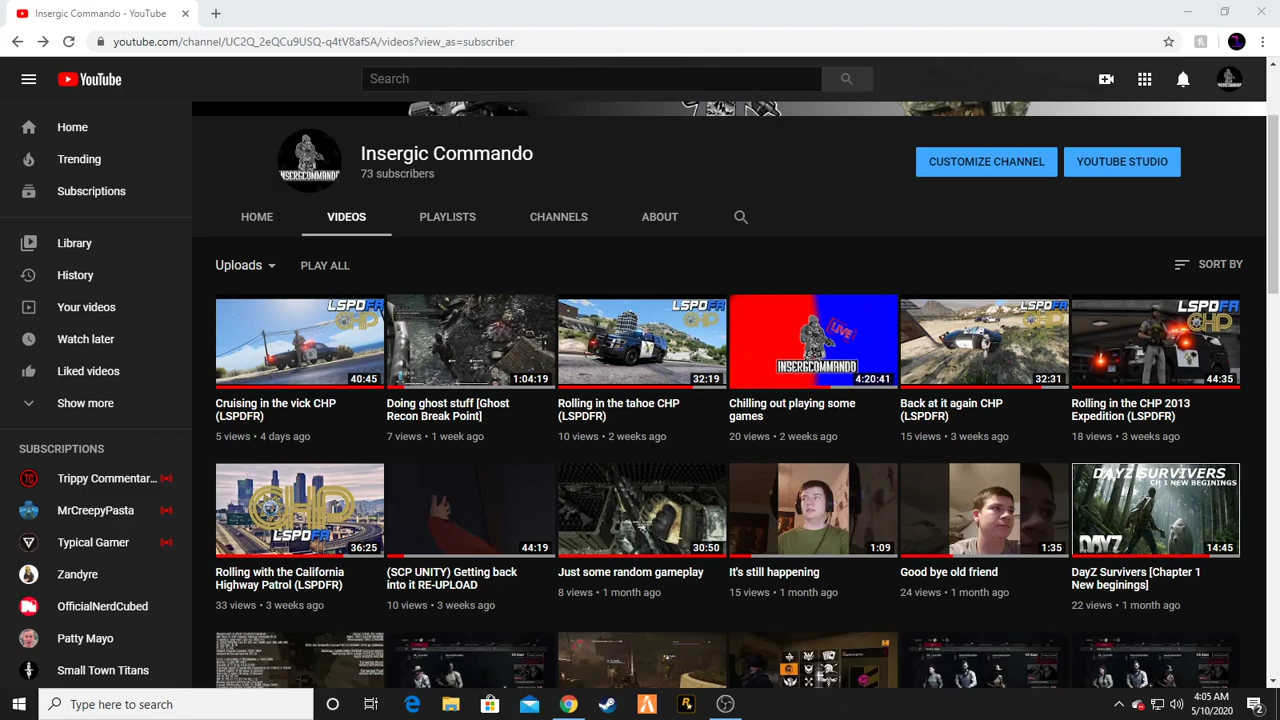 Insergic Commando - YouTube
youtube.com/channel/UC2Q_2eQCu9USQ-q4tV8afSA/videos?view_as=subscriber
YouTube
Search
Home
Trending
Subscriptions
Library
History
Your videos
Watch later
Liked videos
Show more
SUBSCRIPTIONS
Trippy Commentar...
MrCreepyPasta
Typical Gamer
Zandyre
OfficialNerdCubed
Patty Mayo
Small Town Titans
Insergic Commando
73 subscribers
CUSTOMIZE CHANNEL
YOUTUBE STUDIO
HOME
VIDEOS
PLAYLISTS
CHANNELS
ABOUT
Uploads
PLAY ALL
SORT BY
LSPDFR
CHP
40:45
Cruising in the vick CHP
(LSPDFR)
5 views • 4 days ago
1:04:19
Doing ghost stuff [Ghost
Recon Break Point]
7 views • 1 week ago
LSPDFR
CHP
32:19
Rolling in the tahoe CHP
(LSPDFR)
10 views • 2 weeks ago
LIVE
INSERGCOMMANDO
4:20:41
Chilling out playing some
games
20 views • 2 weeks ago
LSPDFR
CHP
32:31
Back at it again CHP
(LSPDFR)
15 views • 3 weeks ago
LSPDFR
CHP
44:35
Rolling in the CHP 2013
Expedition (LSPDFR)
18 views • 3 weeks ago
CHP
LSPDFR
36:25
Rolling with the California
Highway Patrol (LSPDFR)
33 views • 3 weeks ago
44:19
(SCP UNITY) Getting back
into it RE-UPLOAD
10 views • 3 weeks ago
30:50
Just some random gameplay
8 views • 1 month ago
1:09
It's still happening
15 views • 1 month ago
1:35
Good bye old friend
24 views • 1 month ago
DAYZ SURVIVERS
CH 1 NEW BEGININGS
DAYZ
14:45
DayZ Survivers [Chapter 1
New beginings]
22 views • 1 month ago
Type here to search
4:05 AM
5/10/2020
2